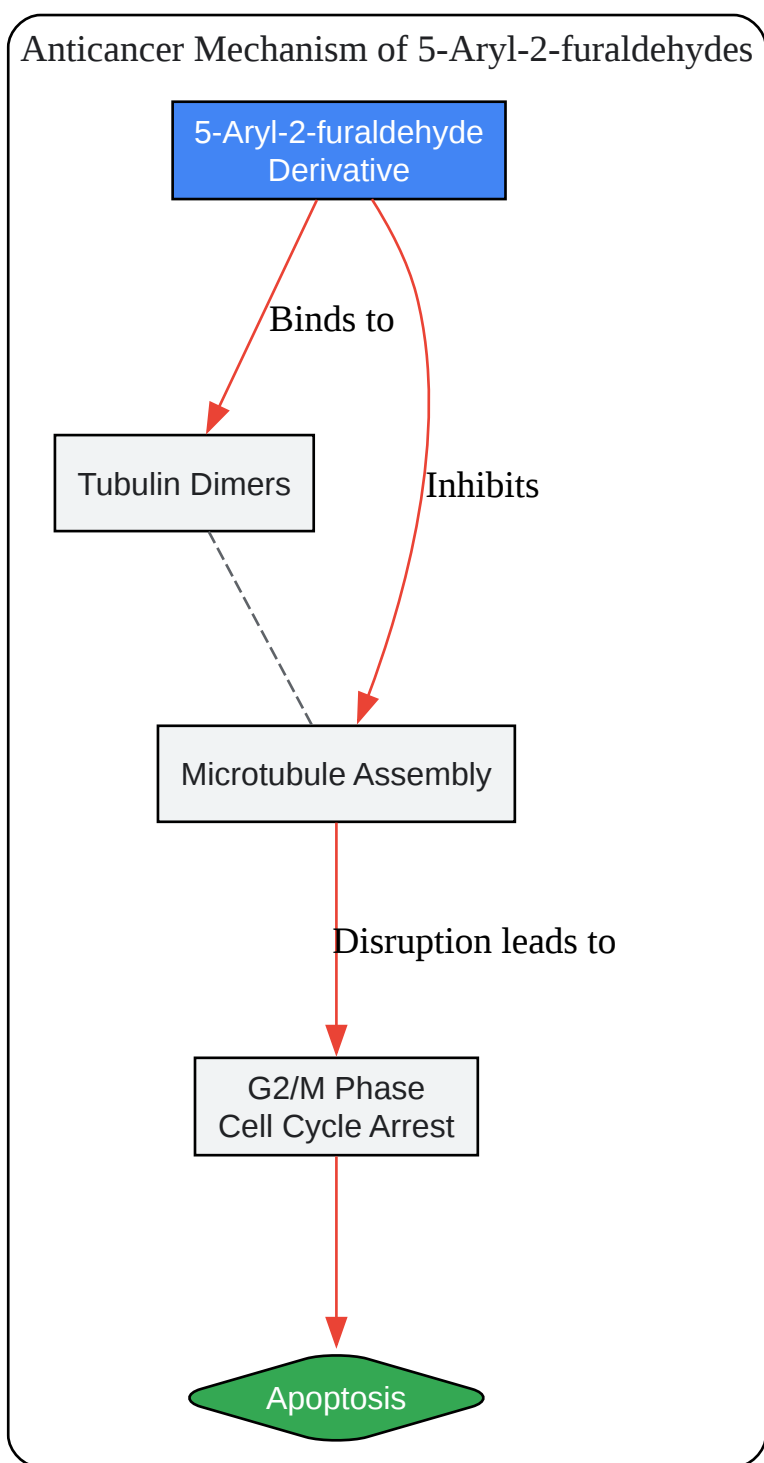 Anticancer Mechanism of 5-Aryl-2-furaldehydes
5-Aryl-2-furaldehyde
Derivative
Binds to
Tubulin Dimers
Inhibits
Microtubule Assembly
Disruption leads to
G2/M Phase
Cell Cycle Arrest
Apoptosis